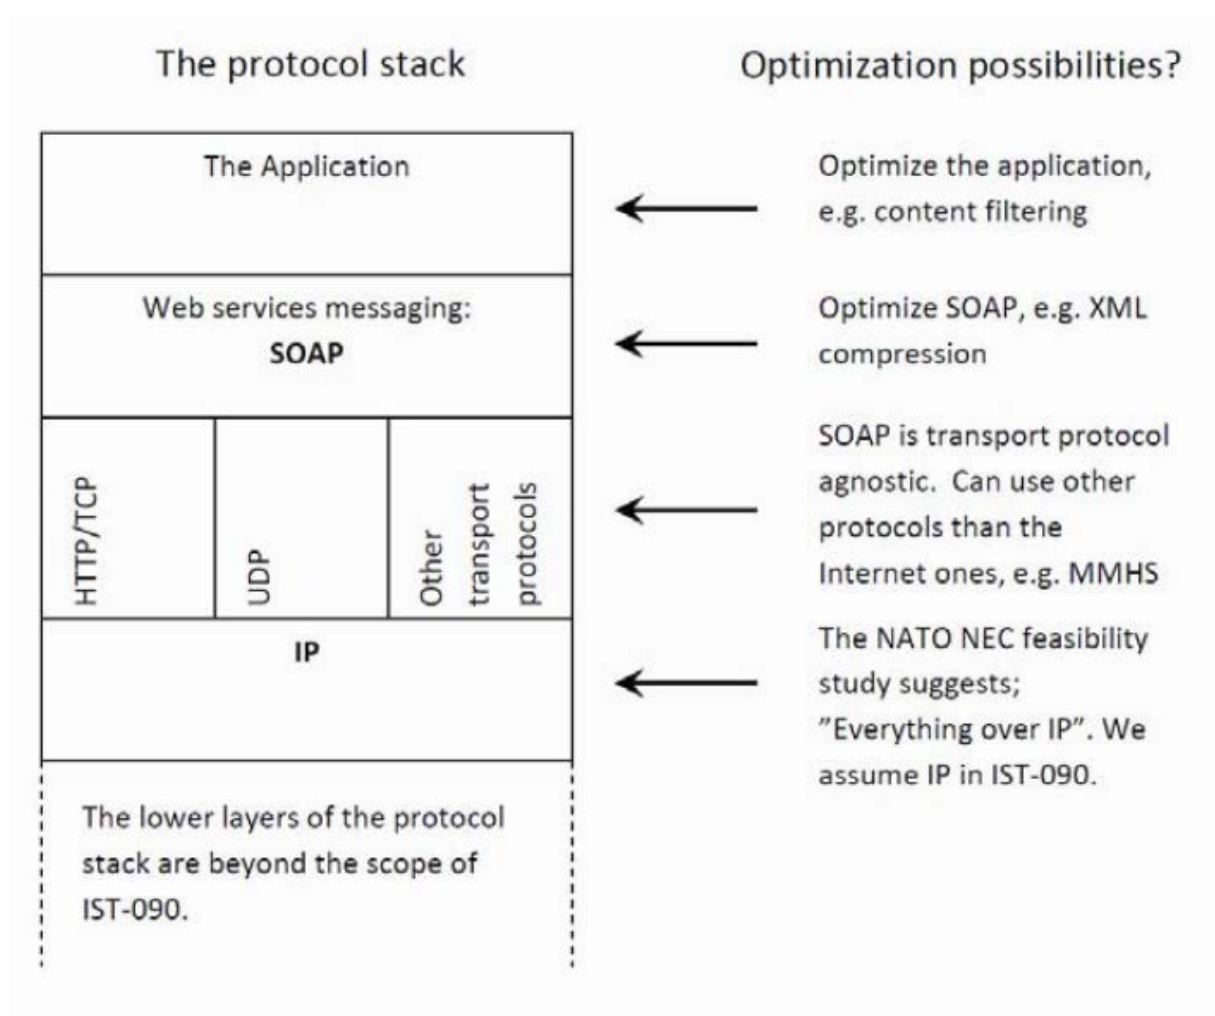 The protocol stack
Optimization possibilities?
The Application
Optimize the application,
e.g. content filtering
Web services messaging:
SOAP
Optimize SOAP, e.g. XML
compression
HTTP/TCP
UDP
Other
transport
protocols
SOAP is transport protocol
agnostic.  Can use other
protocols than the
Internet ones, e.g. MMHS
IP
The NATO NEC feasibility
study suggests;
”Everything over IP”. We
assume IP in IST-090.
The lower layers of the protocol
stack are beyond the scope of
IST-090.